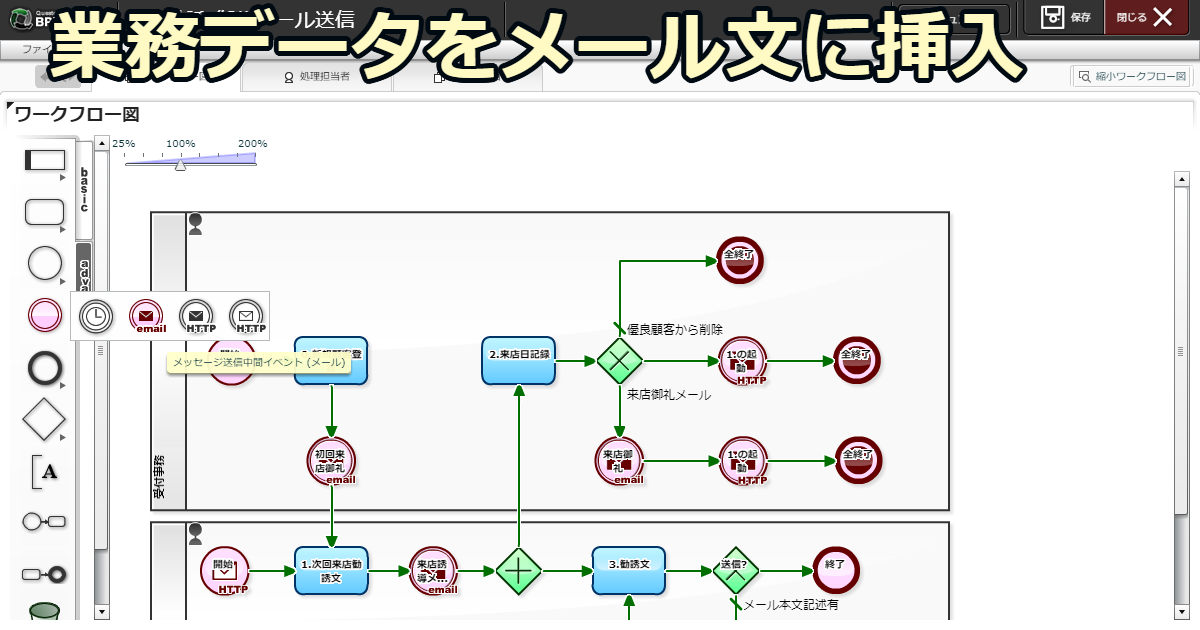 業務データをメール文に挿入
ール送信
保存
閉じる
ファイ
処理担当者
縮小ワークフロー図
ワークフロー図
25% 100% 200%
basic
adva
email
HTTP
HTTP
メッセージ送信中間イベント (メール)
全終了
優良顧客から削除
2.来店日記録
1.の起動
HTTP
全終了
来店御礼メール
初回来店御礼
email
来店御礼
email
1.の起動
HTTP
全終了
受付事務
A
開始
HTTP
1.次回来店勧誘文
来店誘導メ...
email
3.勧誘文
送信?
終了
メール本文記述有